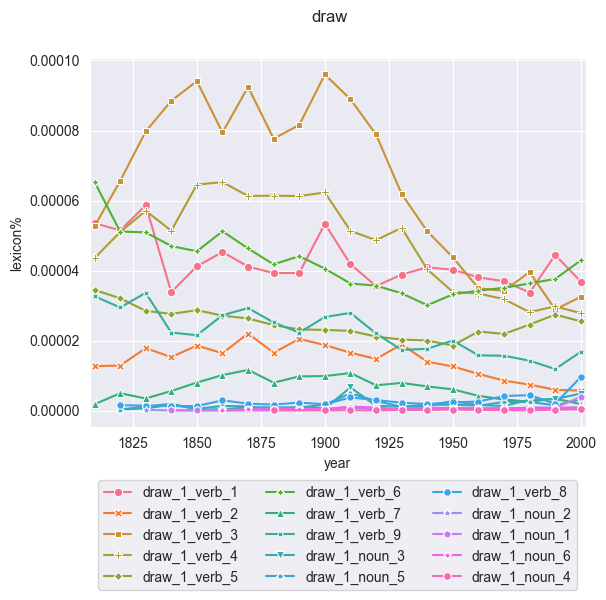 draw
0.00010
0.00008
0.00006
0.00004
0.00002
0.00000
lexicon%
1825 1850 1875 1900 1925 1950 1975 2000
year
draw_1_verb_1 draw_1_verb_6 draw_1_verb_8
draw_1_verb_2 draw_1_verb_7 draw_1_noun_2
draw_1_verb_3 draw_1_verb_9 draw_1_noun_1
draw_1_verb_4 draw_1_noun_3 draw_1_noun_6
draw_1_verb_5 draw_1_noun_5 draw_1_noun_4